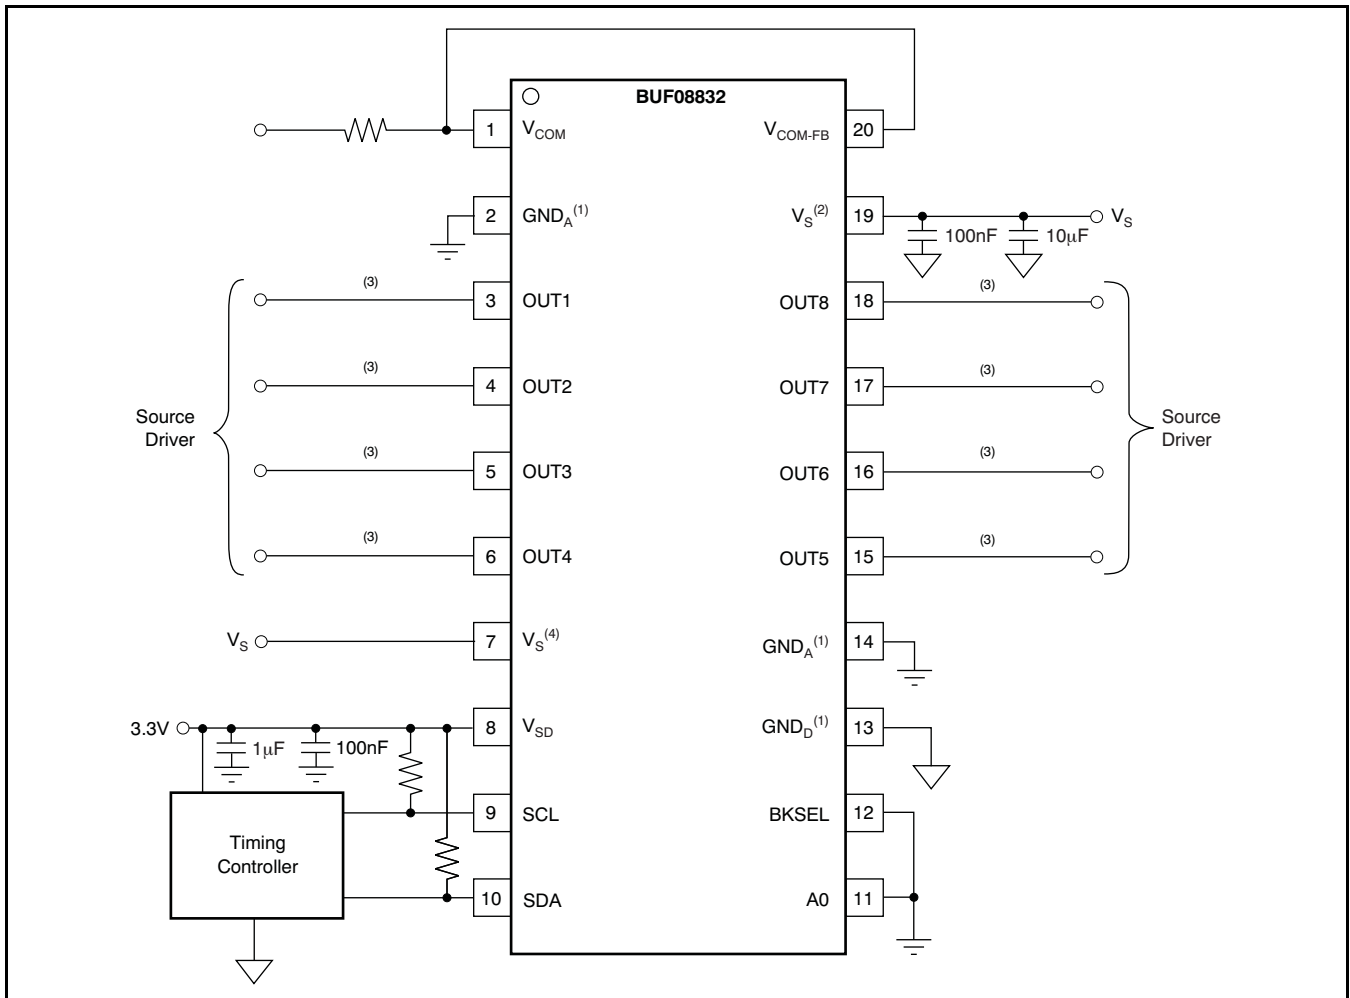 BUF08832
1 V_COM
V_COM-FB 20
2 GND_A^(1)
V_S^(2) 19
V_S
100nF
10μF
(3)
3 OUT1
OUT8 18
(3)
(3)
4 OUT2
OUT7 17
(3)
Source
Driver
Source
Driver
(3)
5 OUT3
OUT6 16
(3)
(3)
6 OUT4
OUT5 15
(3)
V_S
7 V_S^(4)
GND_A^(1) 14
3.3V
1μF
100nF
8 V_SD
GND_D^(1) 13
9 SCL
BKSEL 12
Timing
Controller
10 SDA
A0 11